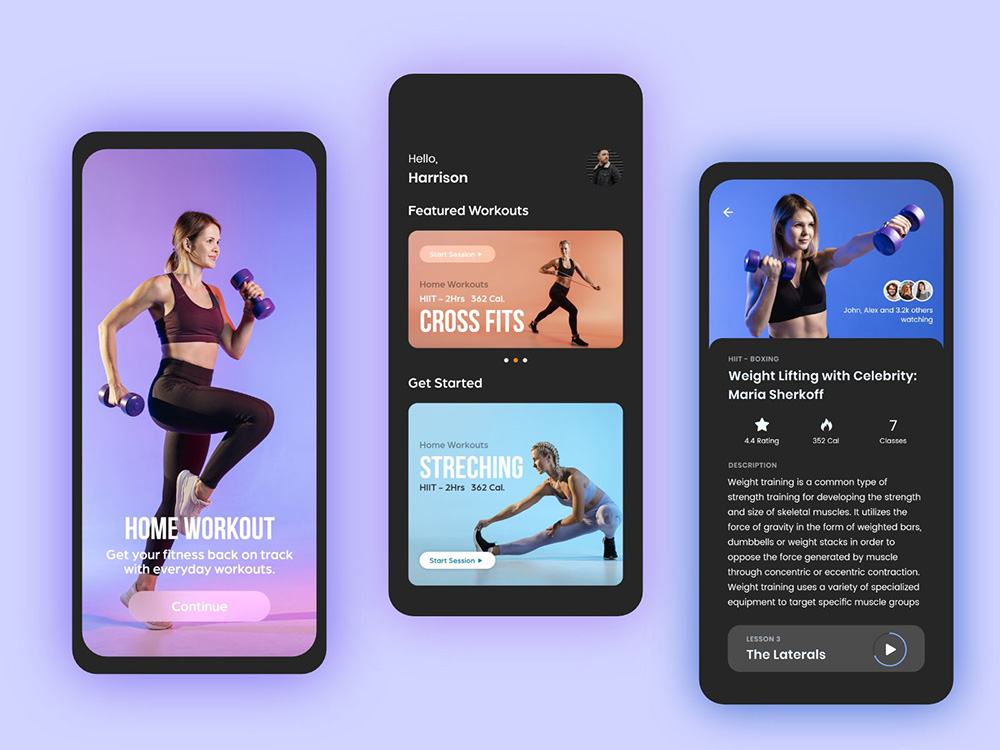 HOME WORKOUT
Get your fitness back on track
with everyday workouts.
Continue
Hello,
Harrison
Featured Workouts
Start Session
Home Workouts
HIIT - 2Hrs 362 Cal.
CROSS FITS
Get Started
Home Workouts
STRECHING
HIIT - 2Hrs 362 Cal.
Start Session
John, Alex and 3.2k others
watching
HIIT - BOXING
Weight Lifting with Celebrity:
Maria Sherkoff
4.4 Rating
352 Cal
7
Classes
DESCRIPTION
Weight training is a common type of
strength training for developing the strength
and size of skeletal muscles. It utilizes the
force of gravity in the form of weighted bars,
dumbbells or weight stacks in order to
oppose the force generated by muscle
through concentric or eccentric contraction.
Weight training uses a variety of specialized
equipment to target specific muscle groups
LESSON 3
The Laterals